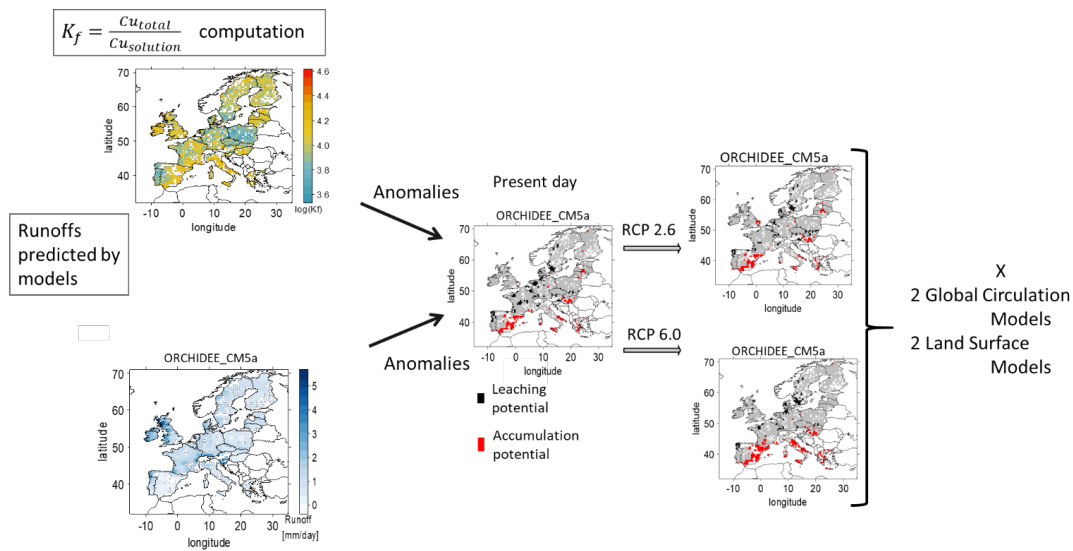 K_f = Cu_total / Cu_solution computation
70
60
50
40
latitude
-10 0 10 20 30
longitude
4.6
4.4
4.2
4.0
3.8
3.6
log(Kf)
Runoffs
predicted by
models
ORCHIDEE_CM5a
70
60
50
40
latitude
-10 0 10 20 30
longitude
5
4
3
2
1
0
Runoff
[mm/day]
Anomalies
Anomalies
Present day
ORCHIDEE_CM5a
70
60
50
40
latitude
-10 0 10 20 30
longitude
Leaching
potential
Accumulation
potential
RCP 2.6
RCP 6.0
ORCHIDEE_CM5a
70
60
50
40
latitude
-10 0 10 20 30
longitude
ORCHIDEE_CM5a
70
60
50
40
latitude
-10 0 10 20 30
longitude
X
2 Global Circulation
Models
2 Land Surface
Models